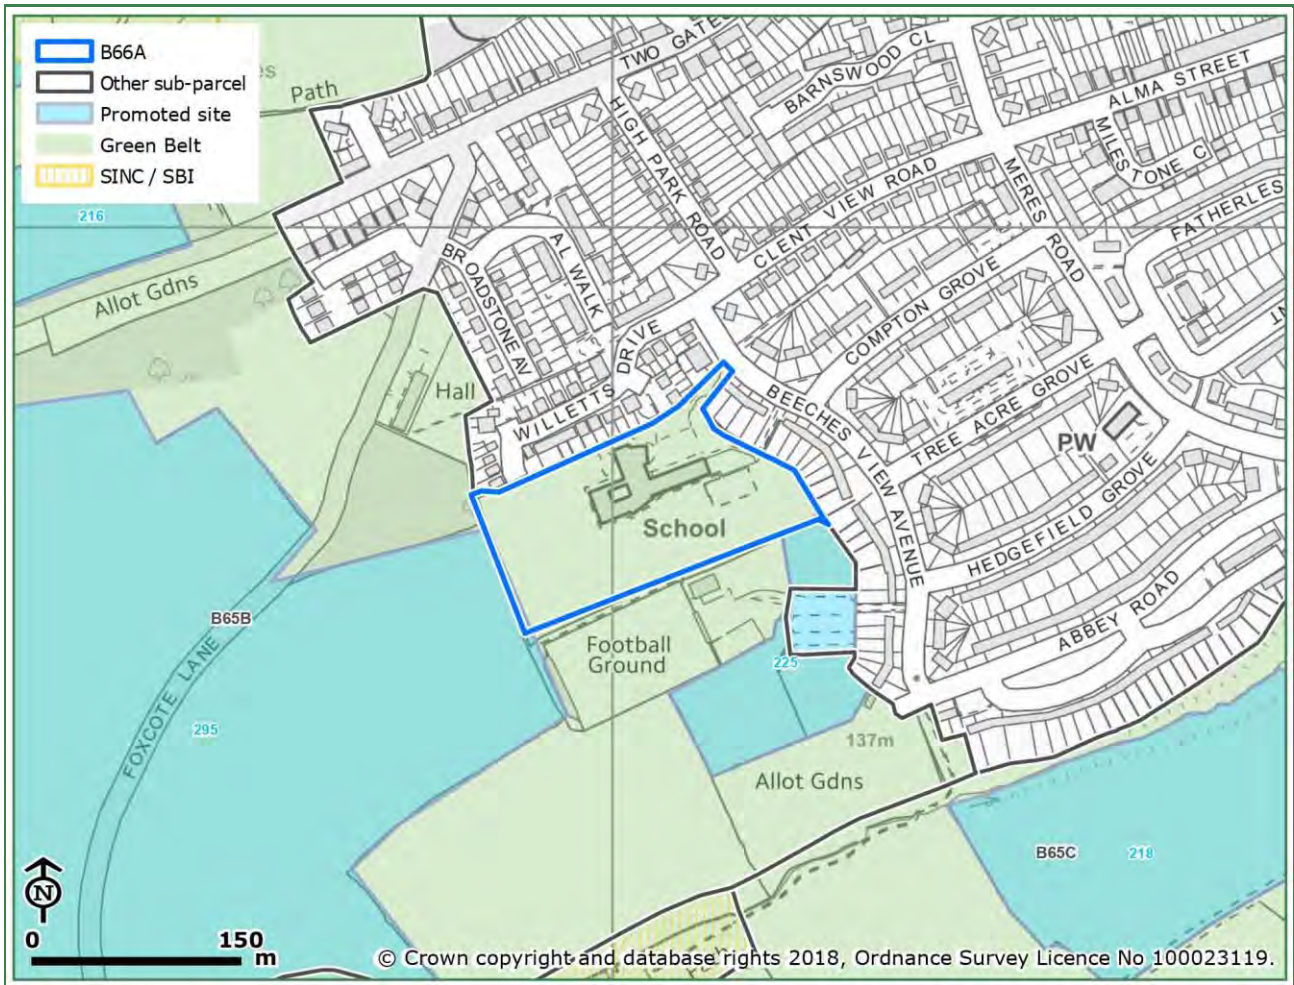 B66A
Other sub-parcel
Promoted site
Green Belt
SINC / SBI
Path
TWO GATES
BARNSWOOD CL
HIGH PARK ROAD
CLENT VIEW ROAD
ALMA STREET
MILESTONE C
MERES ROAD
FATHERLES
216
Allot Gdns
BROADSTONE AV
AL WALK
COMPTON GROVE
WILLETTS DRIVE
Hall
BEECHES VIEW AVENUE
TREE ACRE GROVE
PW
HEDGEFIELD GROVE
School
ABBEY ROAD
B65B
FOXCOTE LANE
Football
Ground
225
295
137m
Allot Gdns
B65C
218
N
0 150
m
© Crown copyright and database rights 2018, Ordnance Survey Licence No 100023119.